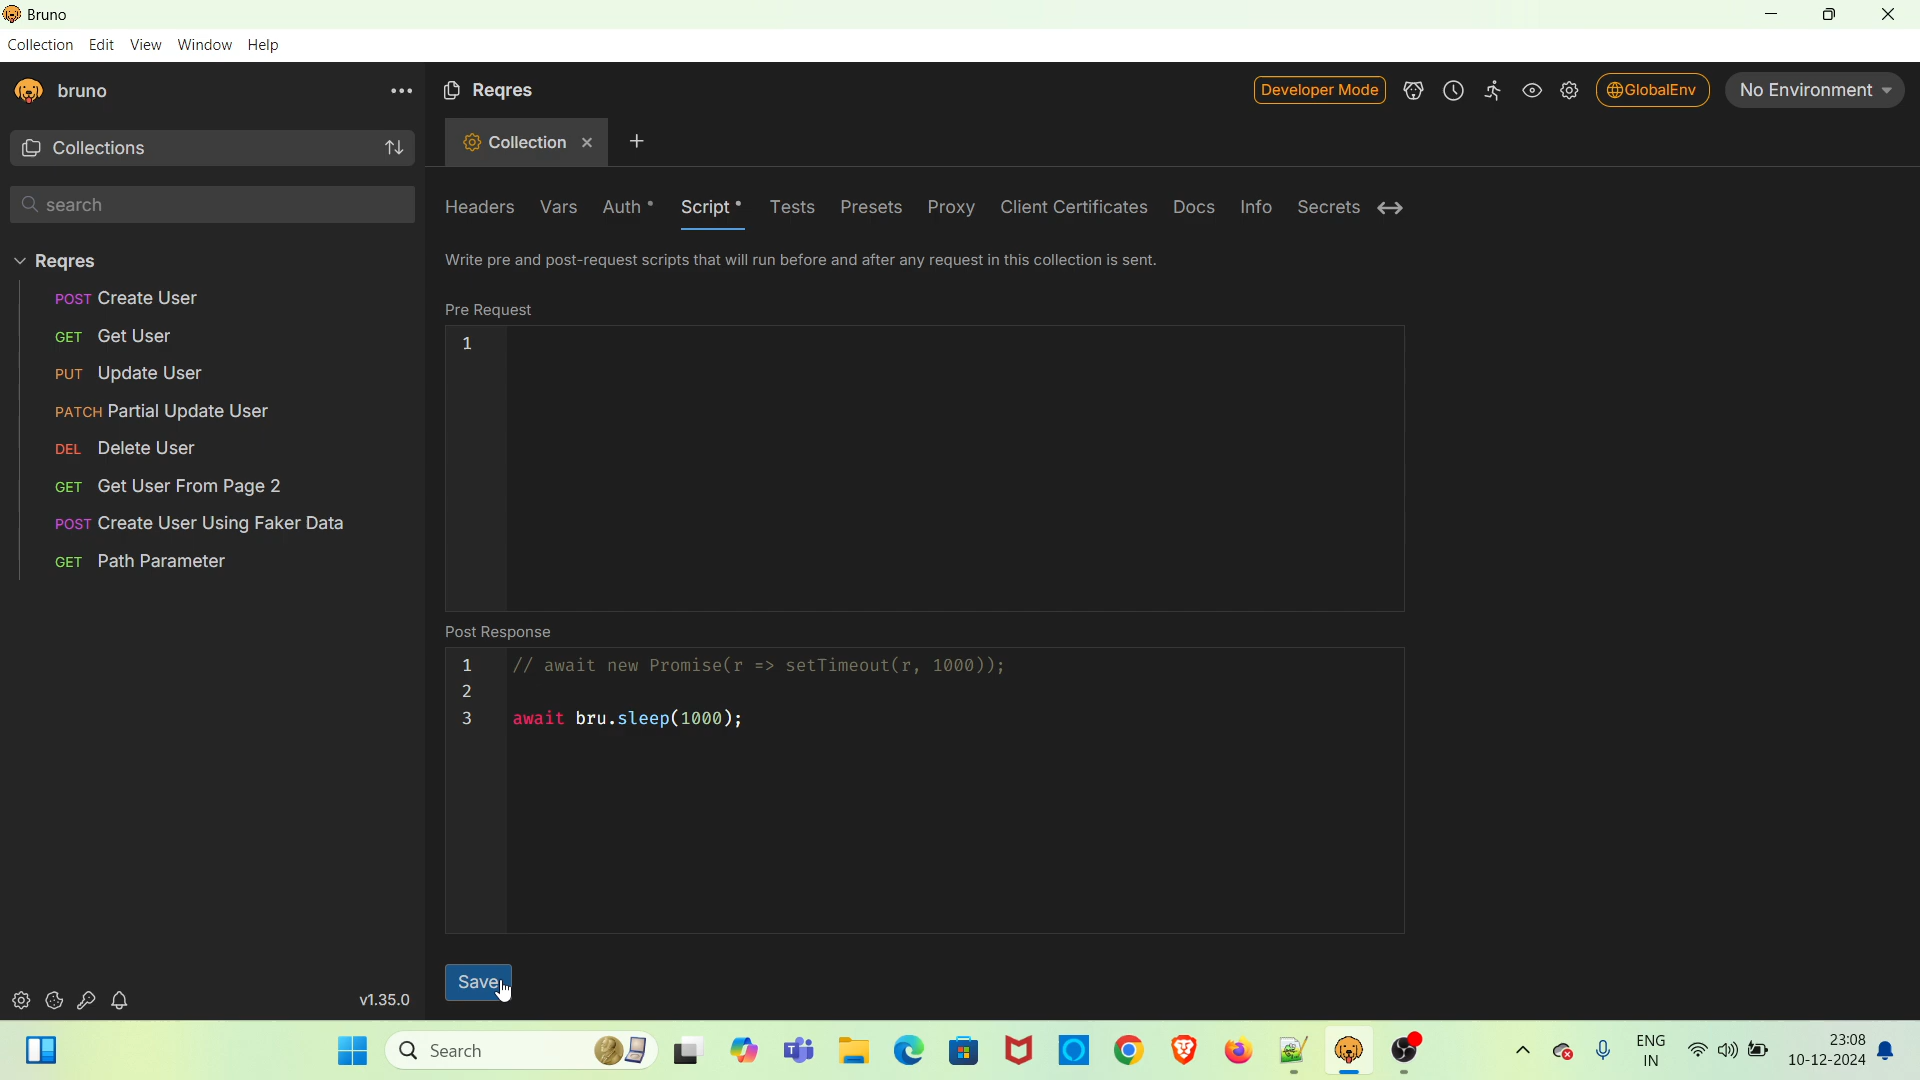 Bruno
Collection Edit View Window Help
bruno
Reqres
Developer Mode
GlobalEnv
No Environment
Collections
Collection
search
Headers Vars Auth Script Tests Presets Proxy Client Certificates Docs Info Secrets
Write pre and post-request scripts that will run before and after any request in this collection is sent.
Reqres
POST Create User
GET Get User
PUT Update User
PATCH Partial Update User
DEL Delete User
GET Get User From Page 2
POST Create User Using Faker Data
GET Path Parameter
Pre Request
1
Post Response
1 // await new Promise(r => setTimeout(r, 1000));
2
3 await bru.sleep(1000);
Save
v1.35.0
Search
ENG
IN
23:08
10-12-2024